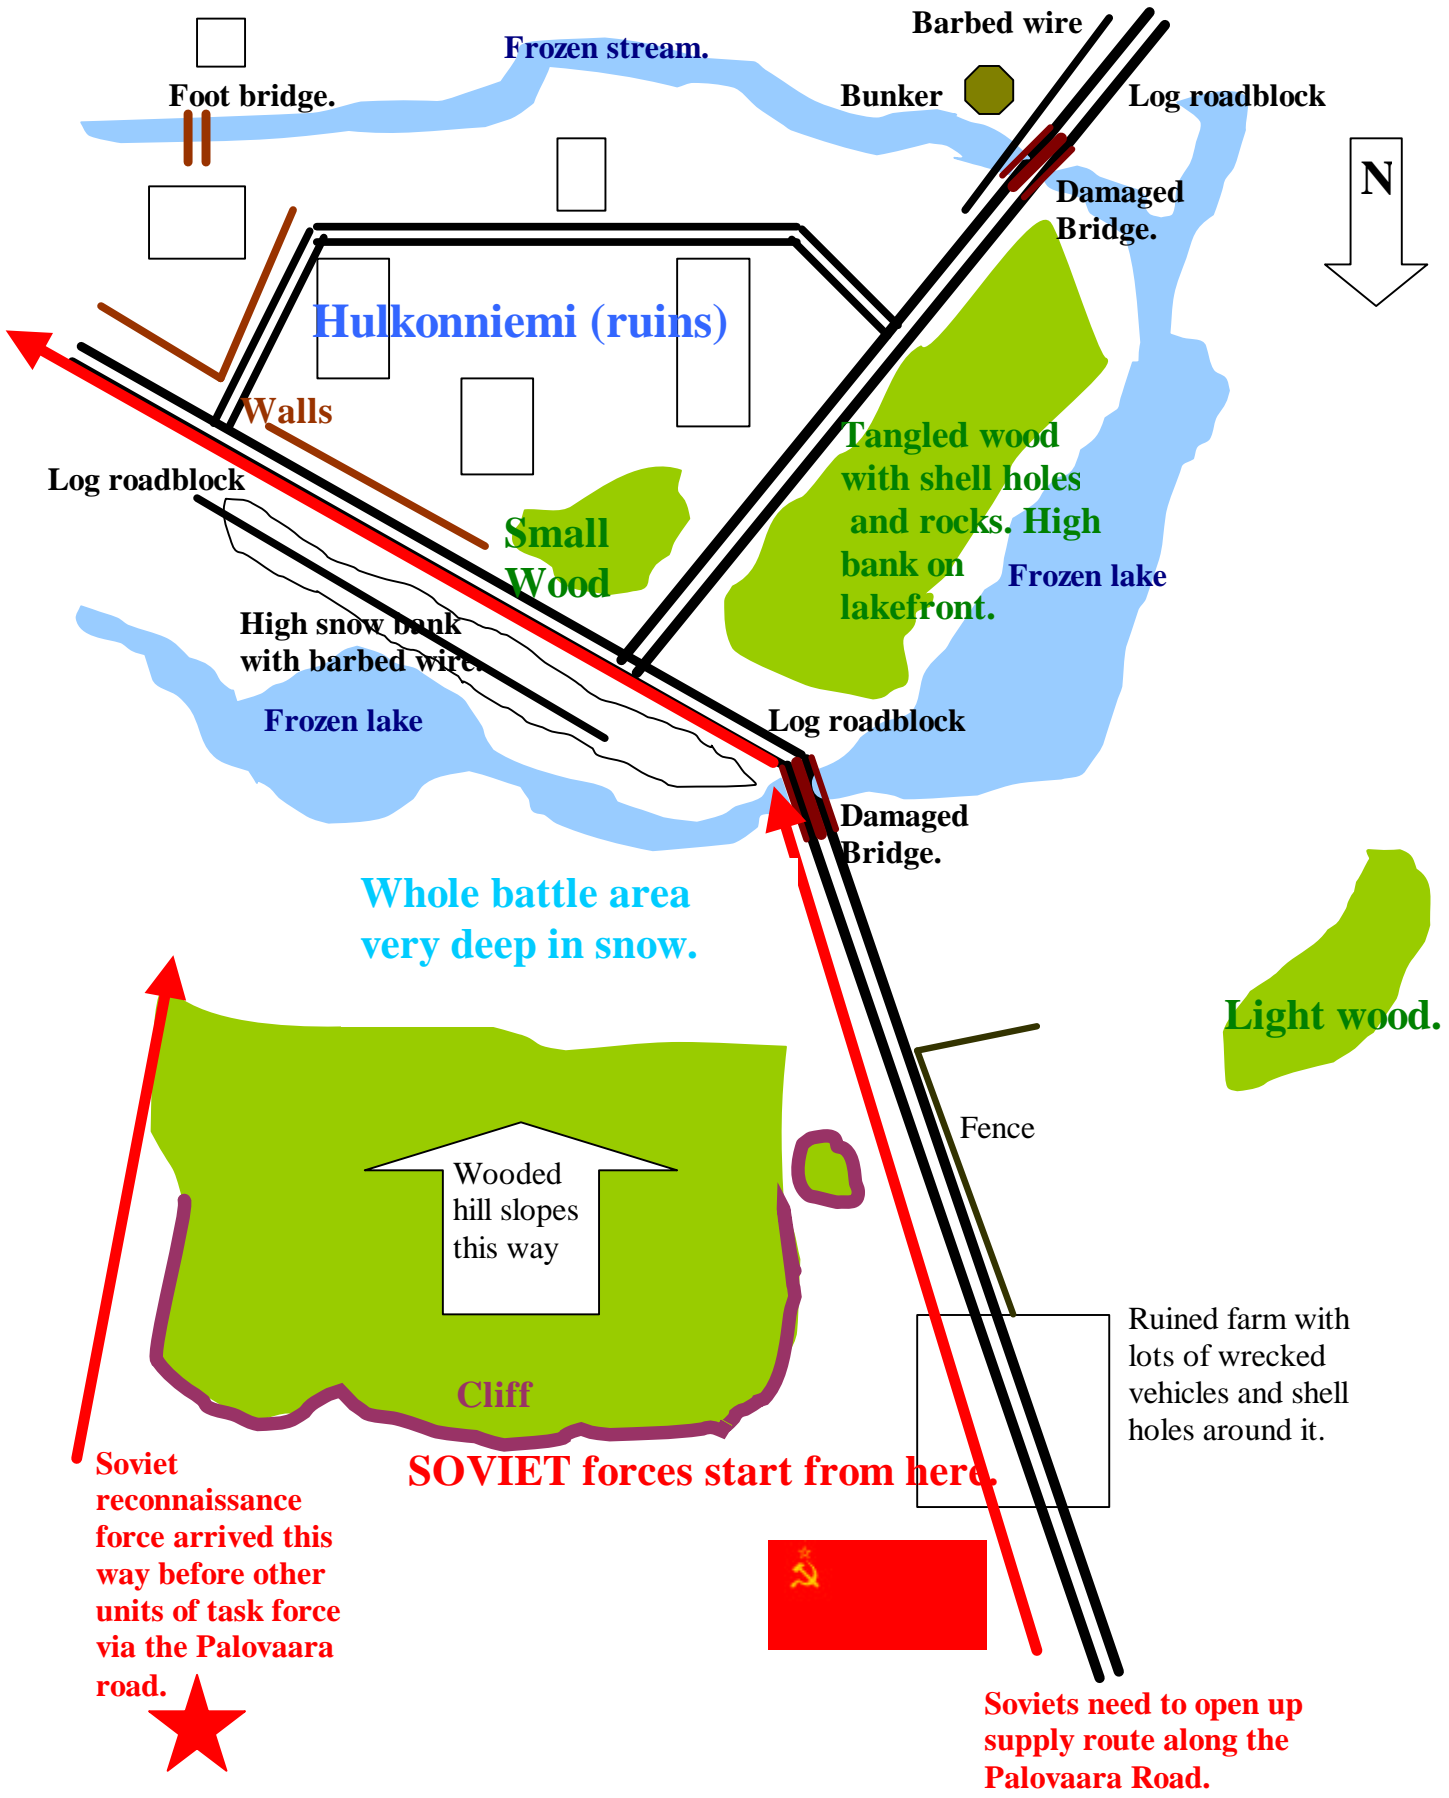 Barbed wire
Frozen stream.
Foot bridge.
Bunker
Log roadblock
N
Damaged
Bridge.
Hulkonniemi (ruins)
Walls
Tangled wood
with shell holes
and rocks. High
bank on
lakefront.
Log roadblock
Small
Wood
Frozen lake
High snow bank
with barbed wire.
Frozen lake
Log roadblock
Damaged
Bridge.
Whole battle area
very deep in snow.
Light wood.
Fence
Wooded
hill slopes
this way
Ruined farm with
lots of wrecked
vehicles and shell
holes around it.
Cliff
SOVIET forces start from here.
Soviet
reconnaissance
force arrived this
way before other
units of task force
via the Palovaara
road.
Soviets need to open up
supply route along the
Palovaara Road.